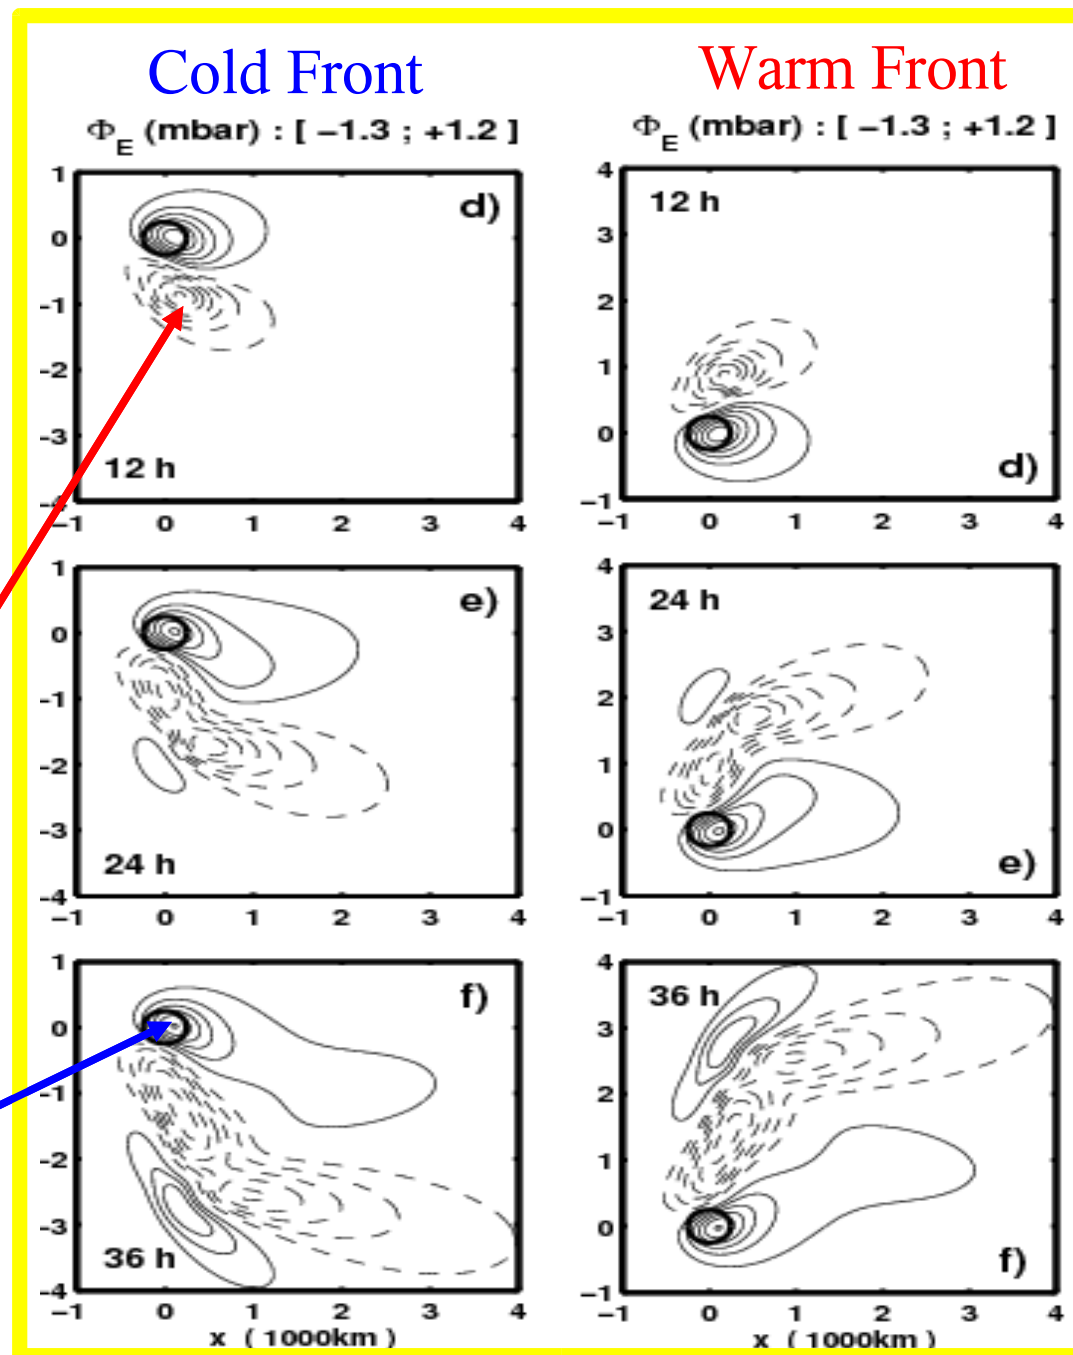 Cold Front
Warm Front
Φ_E (mbar) : [ −1.3 ; +1.2 ]
Φ_E (mbar) : [ −1.3 ; +1.2 ]
1
0
-1
-2
-3
-4
d)
12 h
−1 0 1 2 3 4
4
3
2
1
0
−1
12 h
d)
−1 0 1 2 3 4
1
0
-1
-2
-3
-4
e)
24 h
−1 0 1 2 3 4
4
3
2
1
0
−1
24 h
e)
−1 0 1 2 3 4
1
0
-1
-2
-3
-4
f)
36 h
−1 0 1 2 3 4
x ( 1000km )
4
3
2
1
0
−1
36 h
f)
−1 0 1 2 3 4
x ( 1000km )